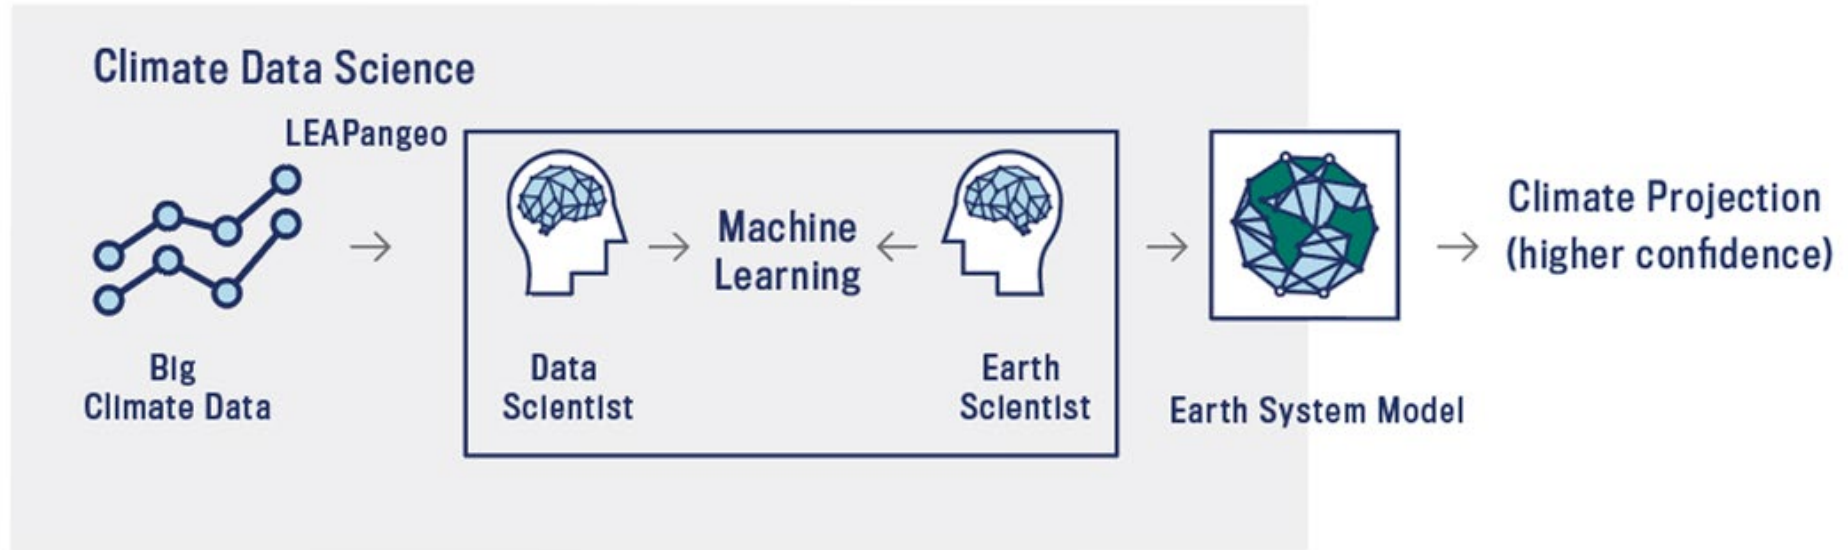 Climate Data Science
LEAPangeo
Big
Climate Data
Data
Scientist
Machine
Learning
Earth
Scientist
Earth System Model
Climate Projection
(higher confidence)